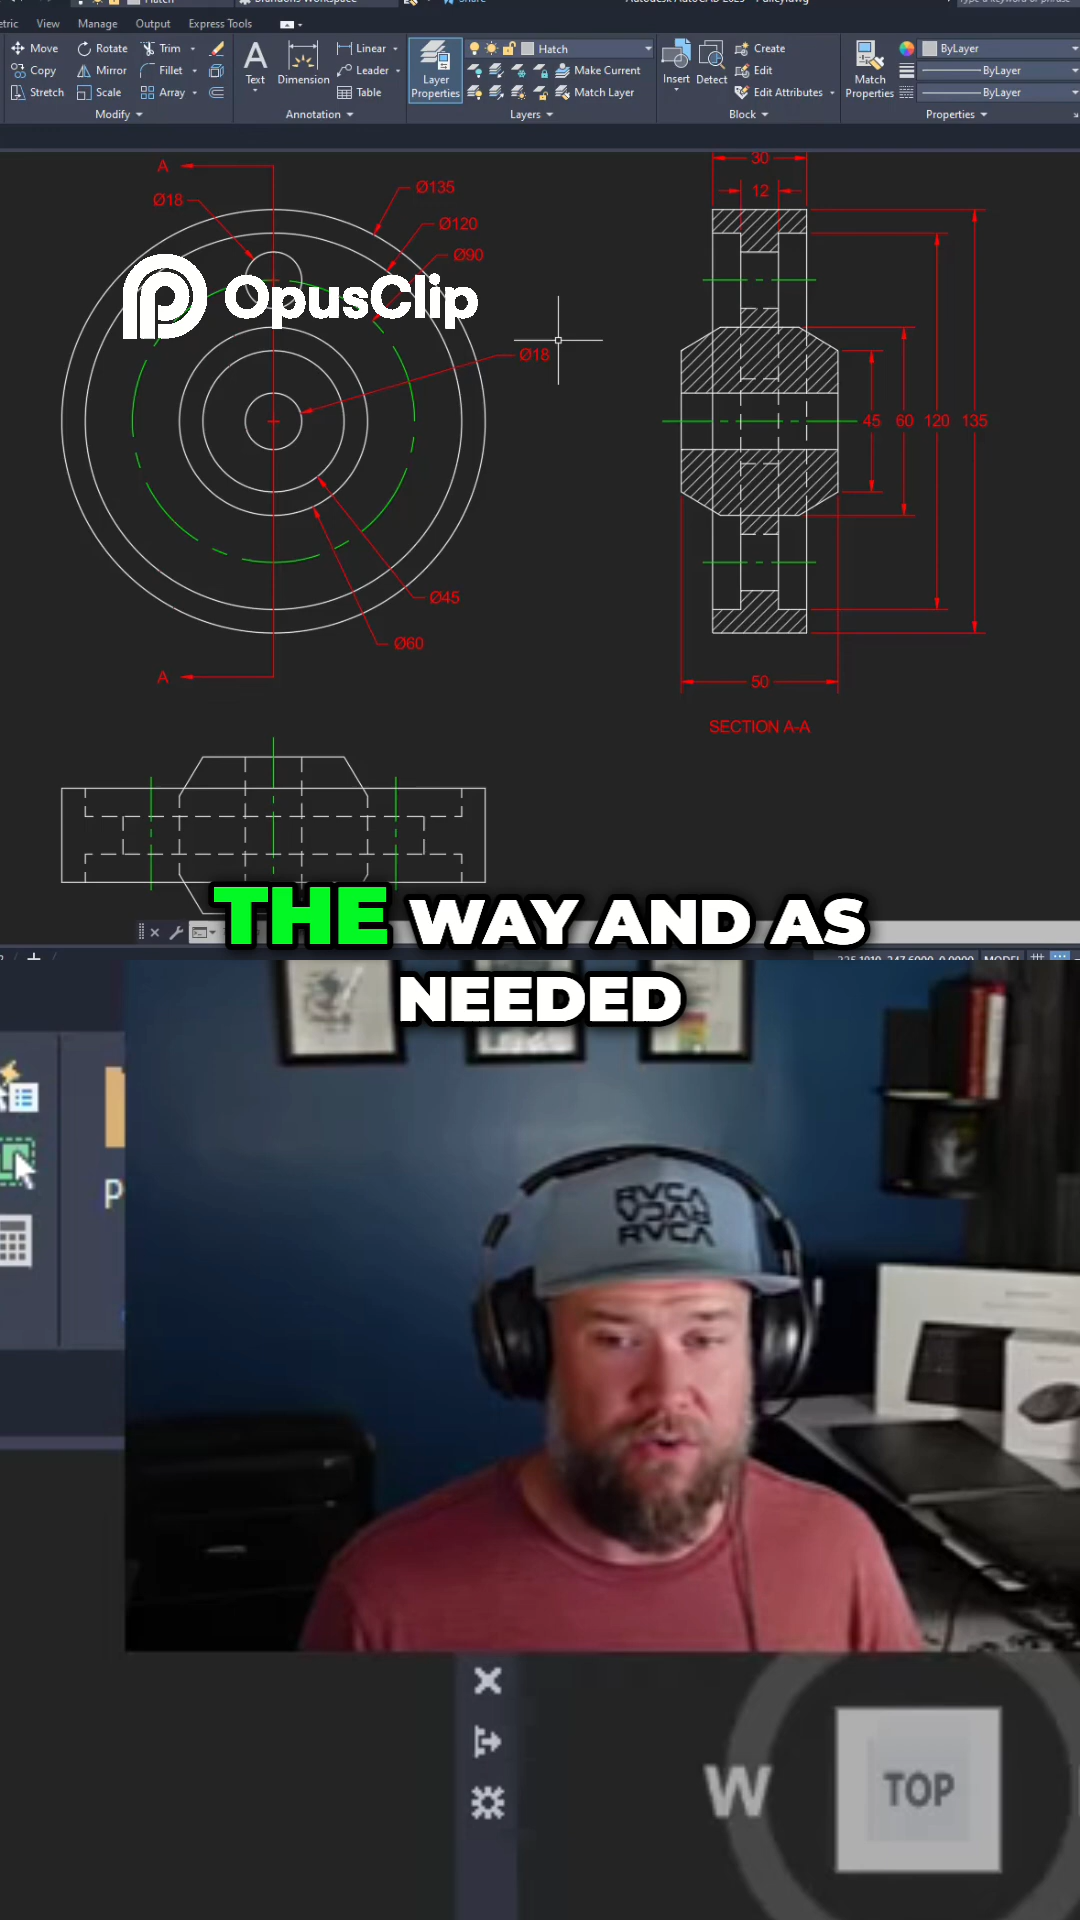 Hatch
Share
View Manage Output Express Tools
Move Rotate Trim
Copy Mirror Fillet
Stretch Scale Array
Modify
Text Dimension
Linear
Leader
Table
Annotation
Layer Properties
Hatch
Make Current
Match Layer
Layers
Insert Detect
Create
Edit
Edit Attributes
Block
Match Properties
ByLayer
ByLayer
ByLayer
Properties
A
Ø18
Ø135
Ø120
Ø90
OpusClip
Ø18
Ø45
Ø60
A
30
12
45 60 120 135
50
SECTION A-A
THE WAY AND AS
NEEDED
MODEL
P
RVCA
RVCA
W
TOP